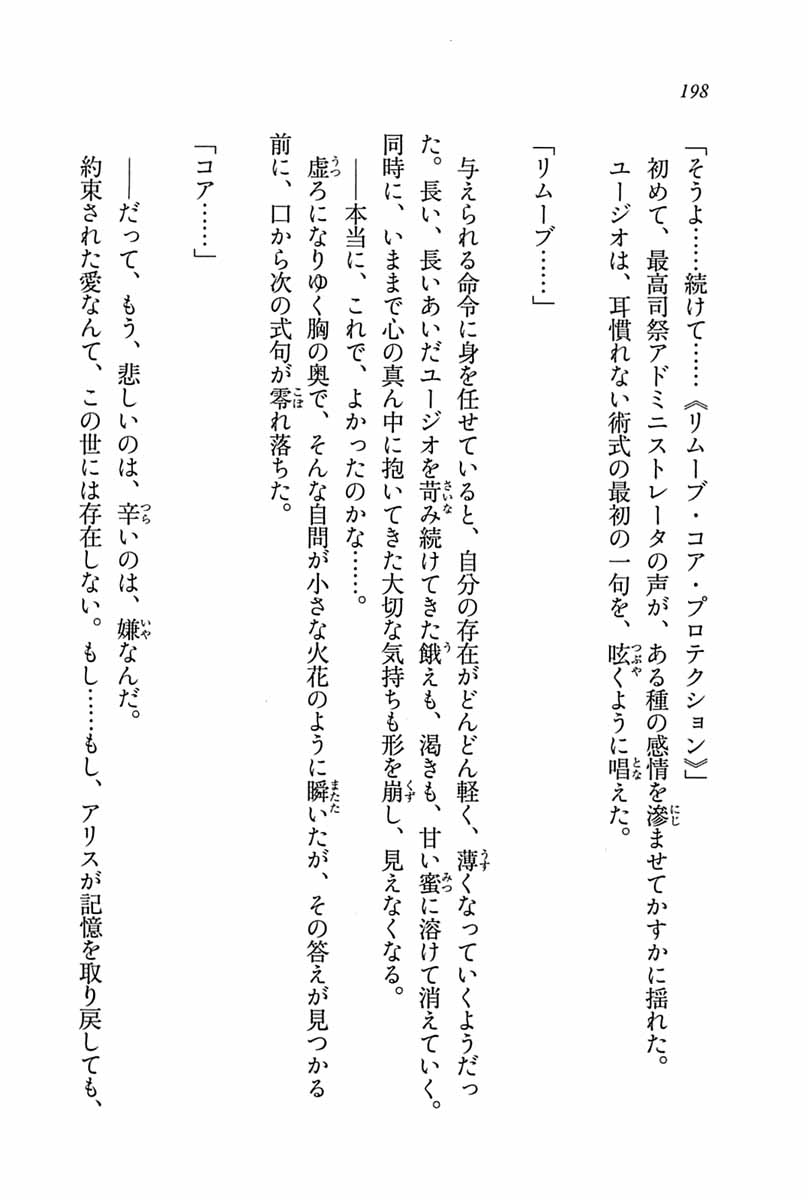 198
「そうよ……続けて……《リムーブ・コア・プロテクション》」
初めて、最高司祭アドミニストレータの声が、ある種の感情を滲ませてかすかに揺れた。
ユージオは、耳慣れない術式の最初の一句を、呟くように唱えた。
「リムーブ……」
与えられる命令に身を任せていると、自分の存在がどんどん軽く、薄くなっていくようだっ
た。長い、長いあいだユージオを苛み続けてきた餓えも、渇きも、甘い蜜に溶けて消えていく。
同時に、いままで心の真ん中に抱いてきた大切な気持ちも形を崩し、見えなくなる。
――本当に、これで、よかったのかな……。
虚ろになりゆく胸の奥で、そんな自問が小さな火花のように瞬いたが、その答えが見つかる
前に、口から次の式句が零れ落ちた。
「コア……」
――だって、もう、悲しいのは、辛いのは、嫌なんだ。
約束された愛なんて、この世には存在しない。もし……もし、アリスが記憶を取り戻しても、